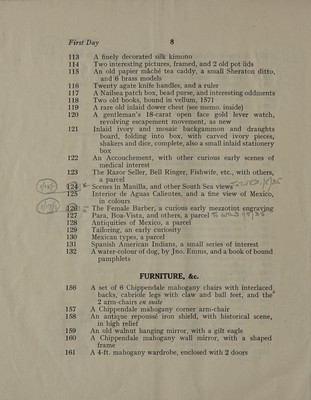 First Day 8
113 A finely decorated silk kimono
114 Two interesting pictures, framed, and 2 old pot lids
115 An old papier mâché tea caddy, a small Sheraton ditto,
and 6 brass models
116 Twenty agate knife handles, and a ruler
117 A Nailsea patch box, bead purse, and interesting oddments
118 Two old books, bound in vellum, 1571
119 A rare old inlaid dower chest (see memo. inside)
120 A gentleman's 18-carat open face gold lever watch,
revolving escapement movement, as new
121 Inlaid ivory and mosaic backgammon and draughts
board, folding into box, with carved ivory pieces,
shakers and dice, complete, also a small inlaid stationery
box
122 An Accouchement, with other curious early scenes of
medical interest
123 The Razor Seller, Bell Ringer, Fishwife, etc., with others,
a parcel
124 Scenes in Manilla, and other South Sea views
125 Interior de Aguas Calientes, and a fine view of Mexico,
in colours
126 The Female Barber, a curious early mezzotint engraving
127 Para, Boa-Vista, and others, a parcel
128 Antiquities of Mexico, a parcel
129 Tailoring, an early curiosity
130 Mexican types, a parcel
131 Spanish American Indians, a small series of interest
132 A water-colour of dog, by Jno. Emms, and a book of bound
pamphlets
FURNITURE, &c.
156 A set of 6 Chippendale mahogany chairs with interlaced
backs, cabriole legs with claw and ball feet, and the
2 arm-chairs en suite
157 A Chippendale mahogany corner arm-chair
158 An antique repoussé iron shield, with historical scene,
in high relief
159 An old walnut hanging mirror, with a gilt eagle
160 A Chippendale mahogany wall mirror, with a shaped
frame
161 A 4-ft. mahogany wardrobe, enclosed with 2 doors